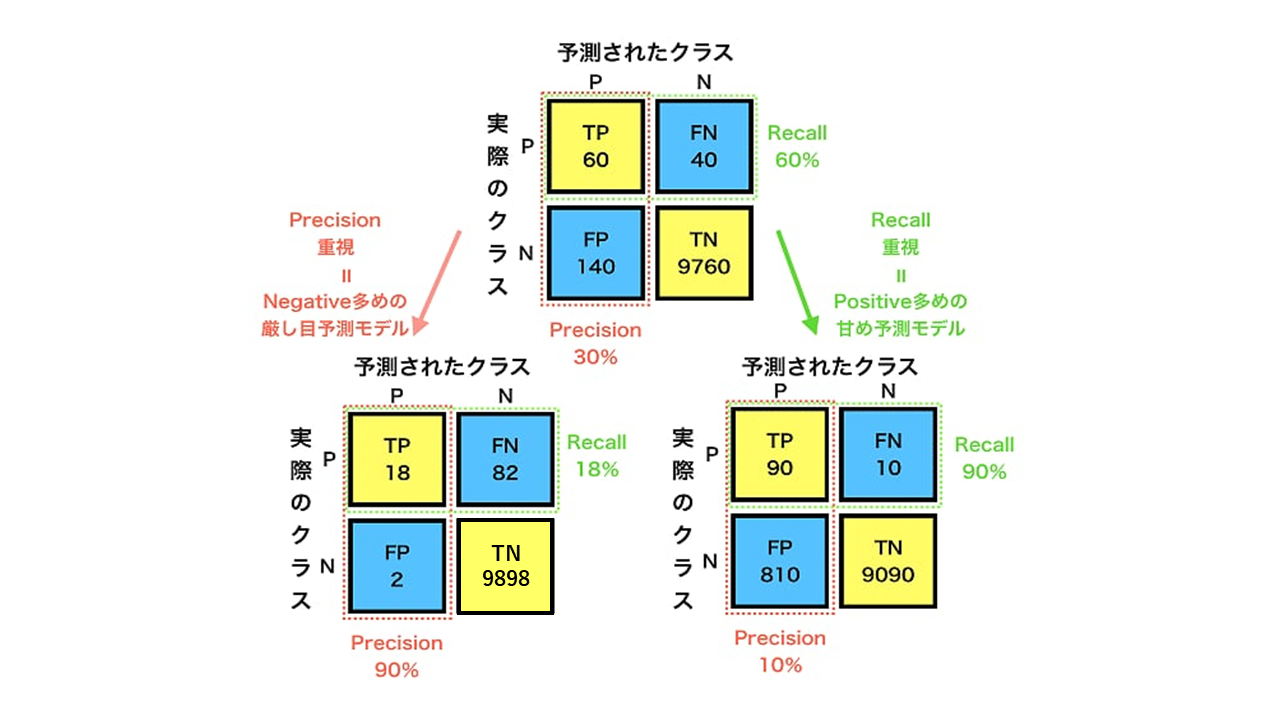 予測されたクラス
P
N
実際のクラス
P
N
TP
60
FN
40
FP
140
TN
9760
Recall
60%
Precision
30%
Precision
重視
=
Negative多めの
厳し目予測モデル
Recall
重視
=
Positive多めの
甘め予測モデル
予測されたクラス
P
N
実際のクラス
P
N
TP
18
FN
82
FP
2
TN
9898
Recall
18%
Precision
90%
予測されたクラス
P
N
実際のクラス
P
N
TP
90
FN
10
FP
810
TN
9090
Recall
90%
Precision
10%